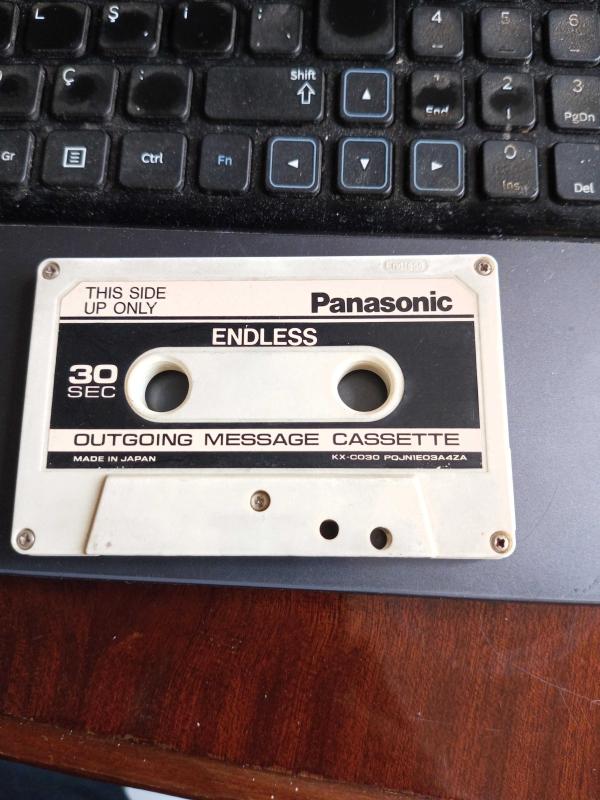 L Ş İ 4 5 6
Ç Shift End 2 3 PgDn
Gr Ctrl Fn 0 Ins Del
Endless
THIS SIDE
UP ONLY
Panasonic
ENDLESS
30
SEC
OUTGOING MESSAGE CASSETTE
MADE IN JAPAN
KX-C030 PQJN1E03A4ZA